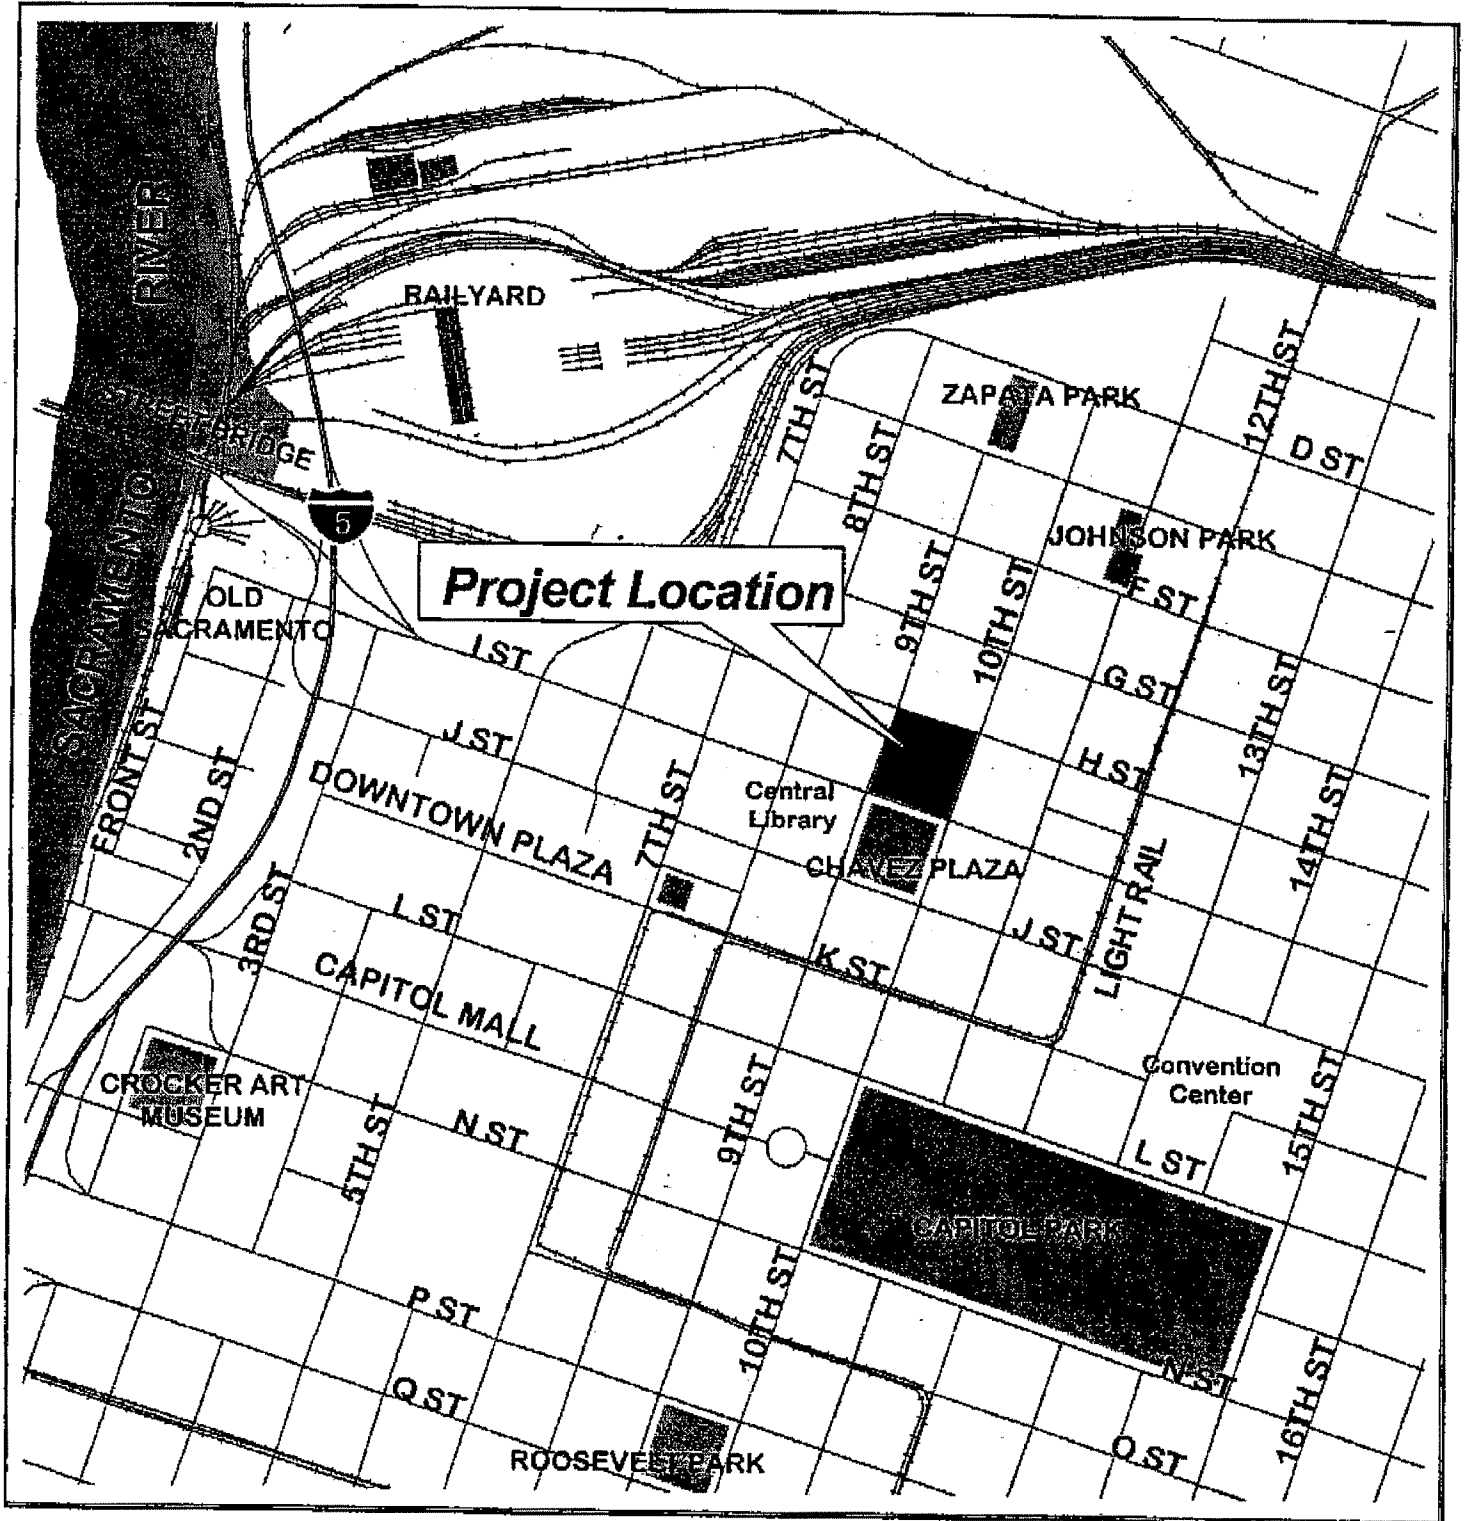 SACRAMENTO RIVER
RAILYARD
ZAPATA PARK
12TH ST
D ST
7TH ST
8TH ST
BRIDGE
5
JOHNSON PARK
F ST
Project Location
9TH ST
10TH ST
OLD
SACRAMENTO
I ST
G ST
13TH ST
J ST
H ST
FRONT ST
2ND ST
DOWNTOWN PLAZA
7TH ST
Central
Library
14TH ST
CHAVEZ PLAZA
LIGHT RAIL
3RD ST
L ST
J ST
K ST
CAPITOL MALL
Convention
Center
15TH ST
CROCKER ART
MUSEUM
5TH ST
N ST
9TH ST
L ST
CAPITOL PARK
10TH ST
P ST
N ST
16TH ST
Q ST
O ST
ROOSEVELT PARK